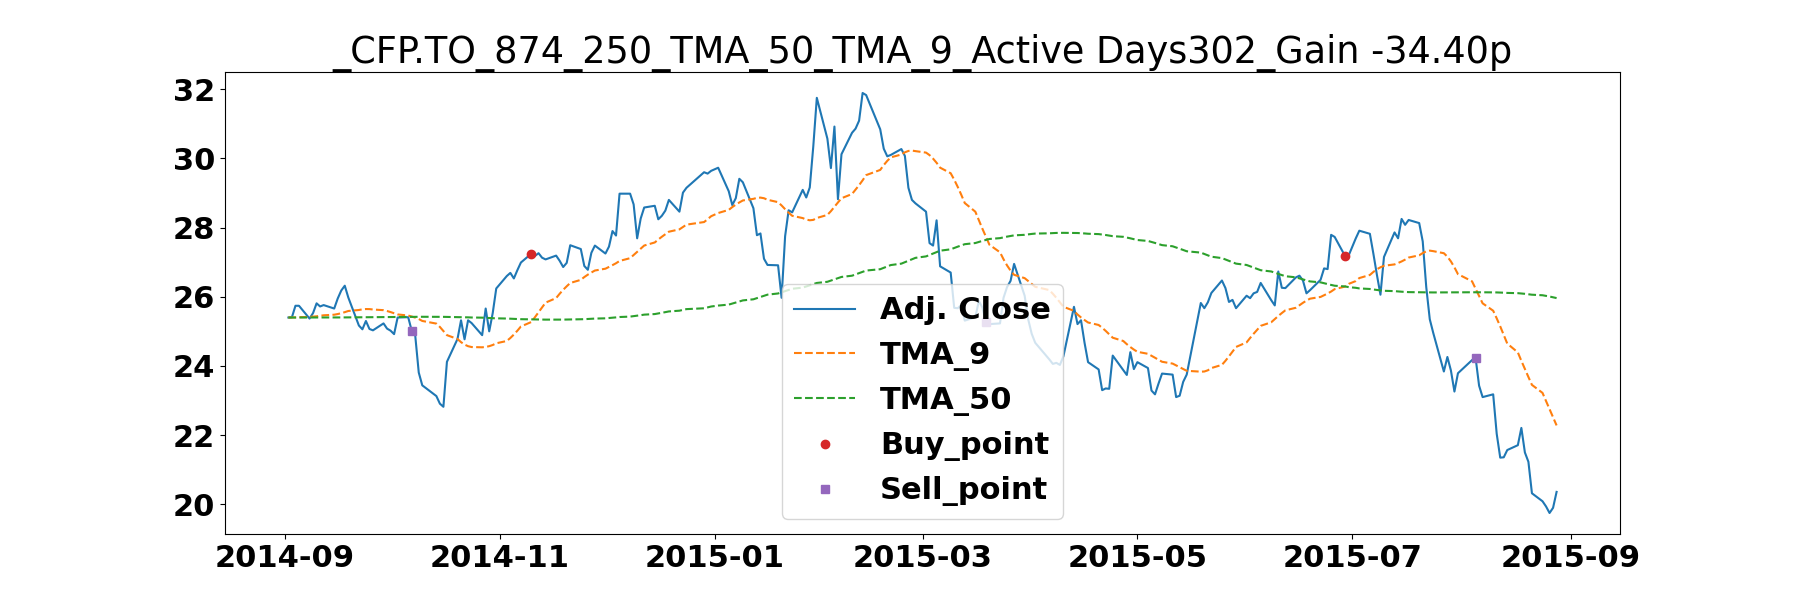 _CFP.TO_874_250_TMA_50_TMA_9_Active Days302_Gain -34.40p
32
30
28
26
24
22
20
Adj. Close
TMA_9
TMA_50
Buy_point
Sell_point
2014-09 2014-11 2015-01 2015-03 2015-05 2015-07 2015-09